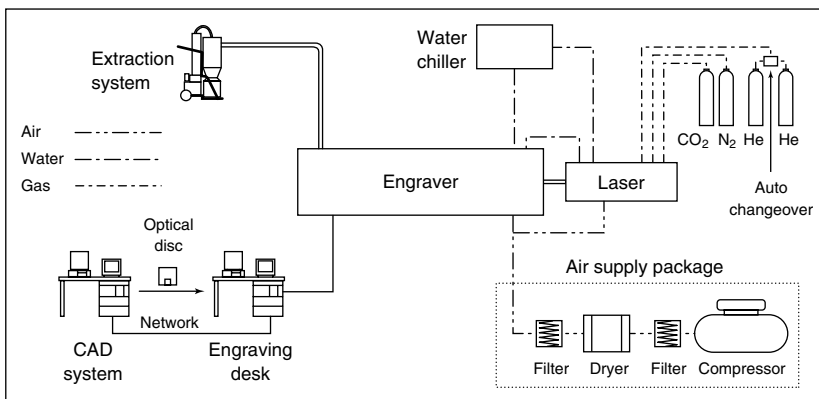 Extraction
system
Water
chiller
CO₂ N₂ He He
Air
Water
Gas
Engraver
Laser
Auto
changeover
Optical
disc
Air supply package
Network
CAD
system
Engraving
desk
Filter Dryer Filter Compressor